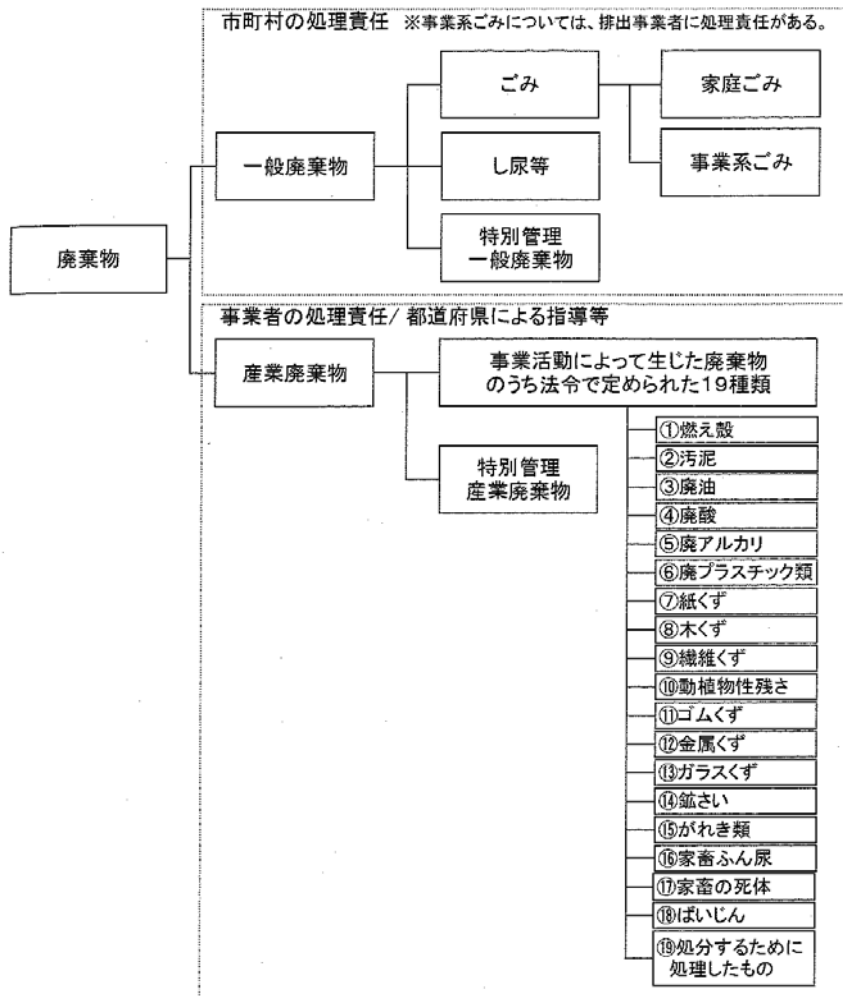 市町村の処理責任 ※事業系ごみについては、排出事業者に処理責任がある。
ごみ
家庭ごみ
一般廃棄物
し尿等
事業系ごみ
特別管理
一般廃棄物
廃棄物
事業者の処理責任/ 都道府県による指導等
産業廃棄物
事業活動によって生じた廃棄物
のうち法令で定められた19種類
特別管理
産業廃棄物
①燃え殻
②汚泥
③廃油
④廃酸
⑤廃アルカリ
⑥廃プラスチック類
⑦紙くず
⑧木くず
⑨繊維くず
⑩動植物性残さ
⑪ゴムくず
⑫金属くず
⑬ガラスくず
⑭鉱さい
⑮がれき類
⑯家畜ふん尿
⑰家畜の死体
⑱ばいじん
⑲処分するために
処理したもの